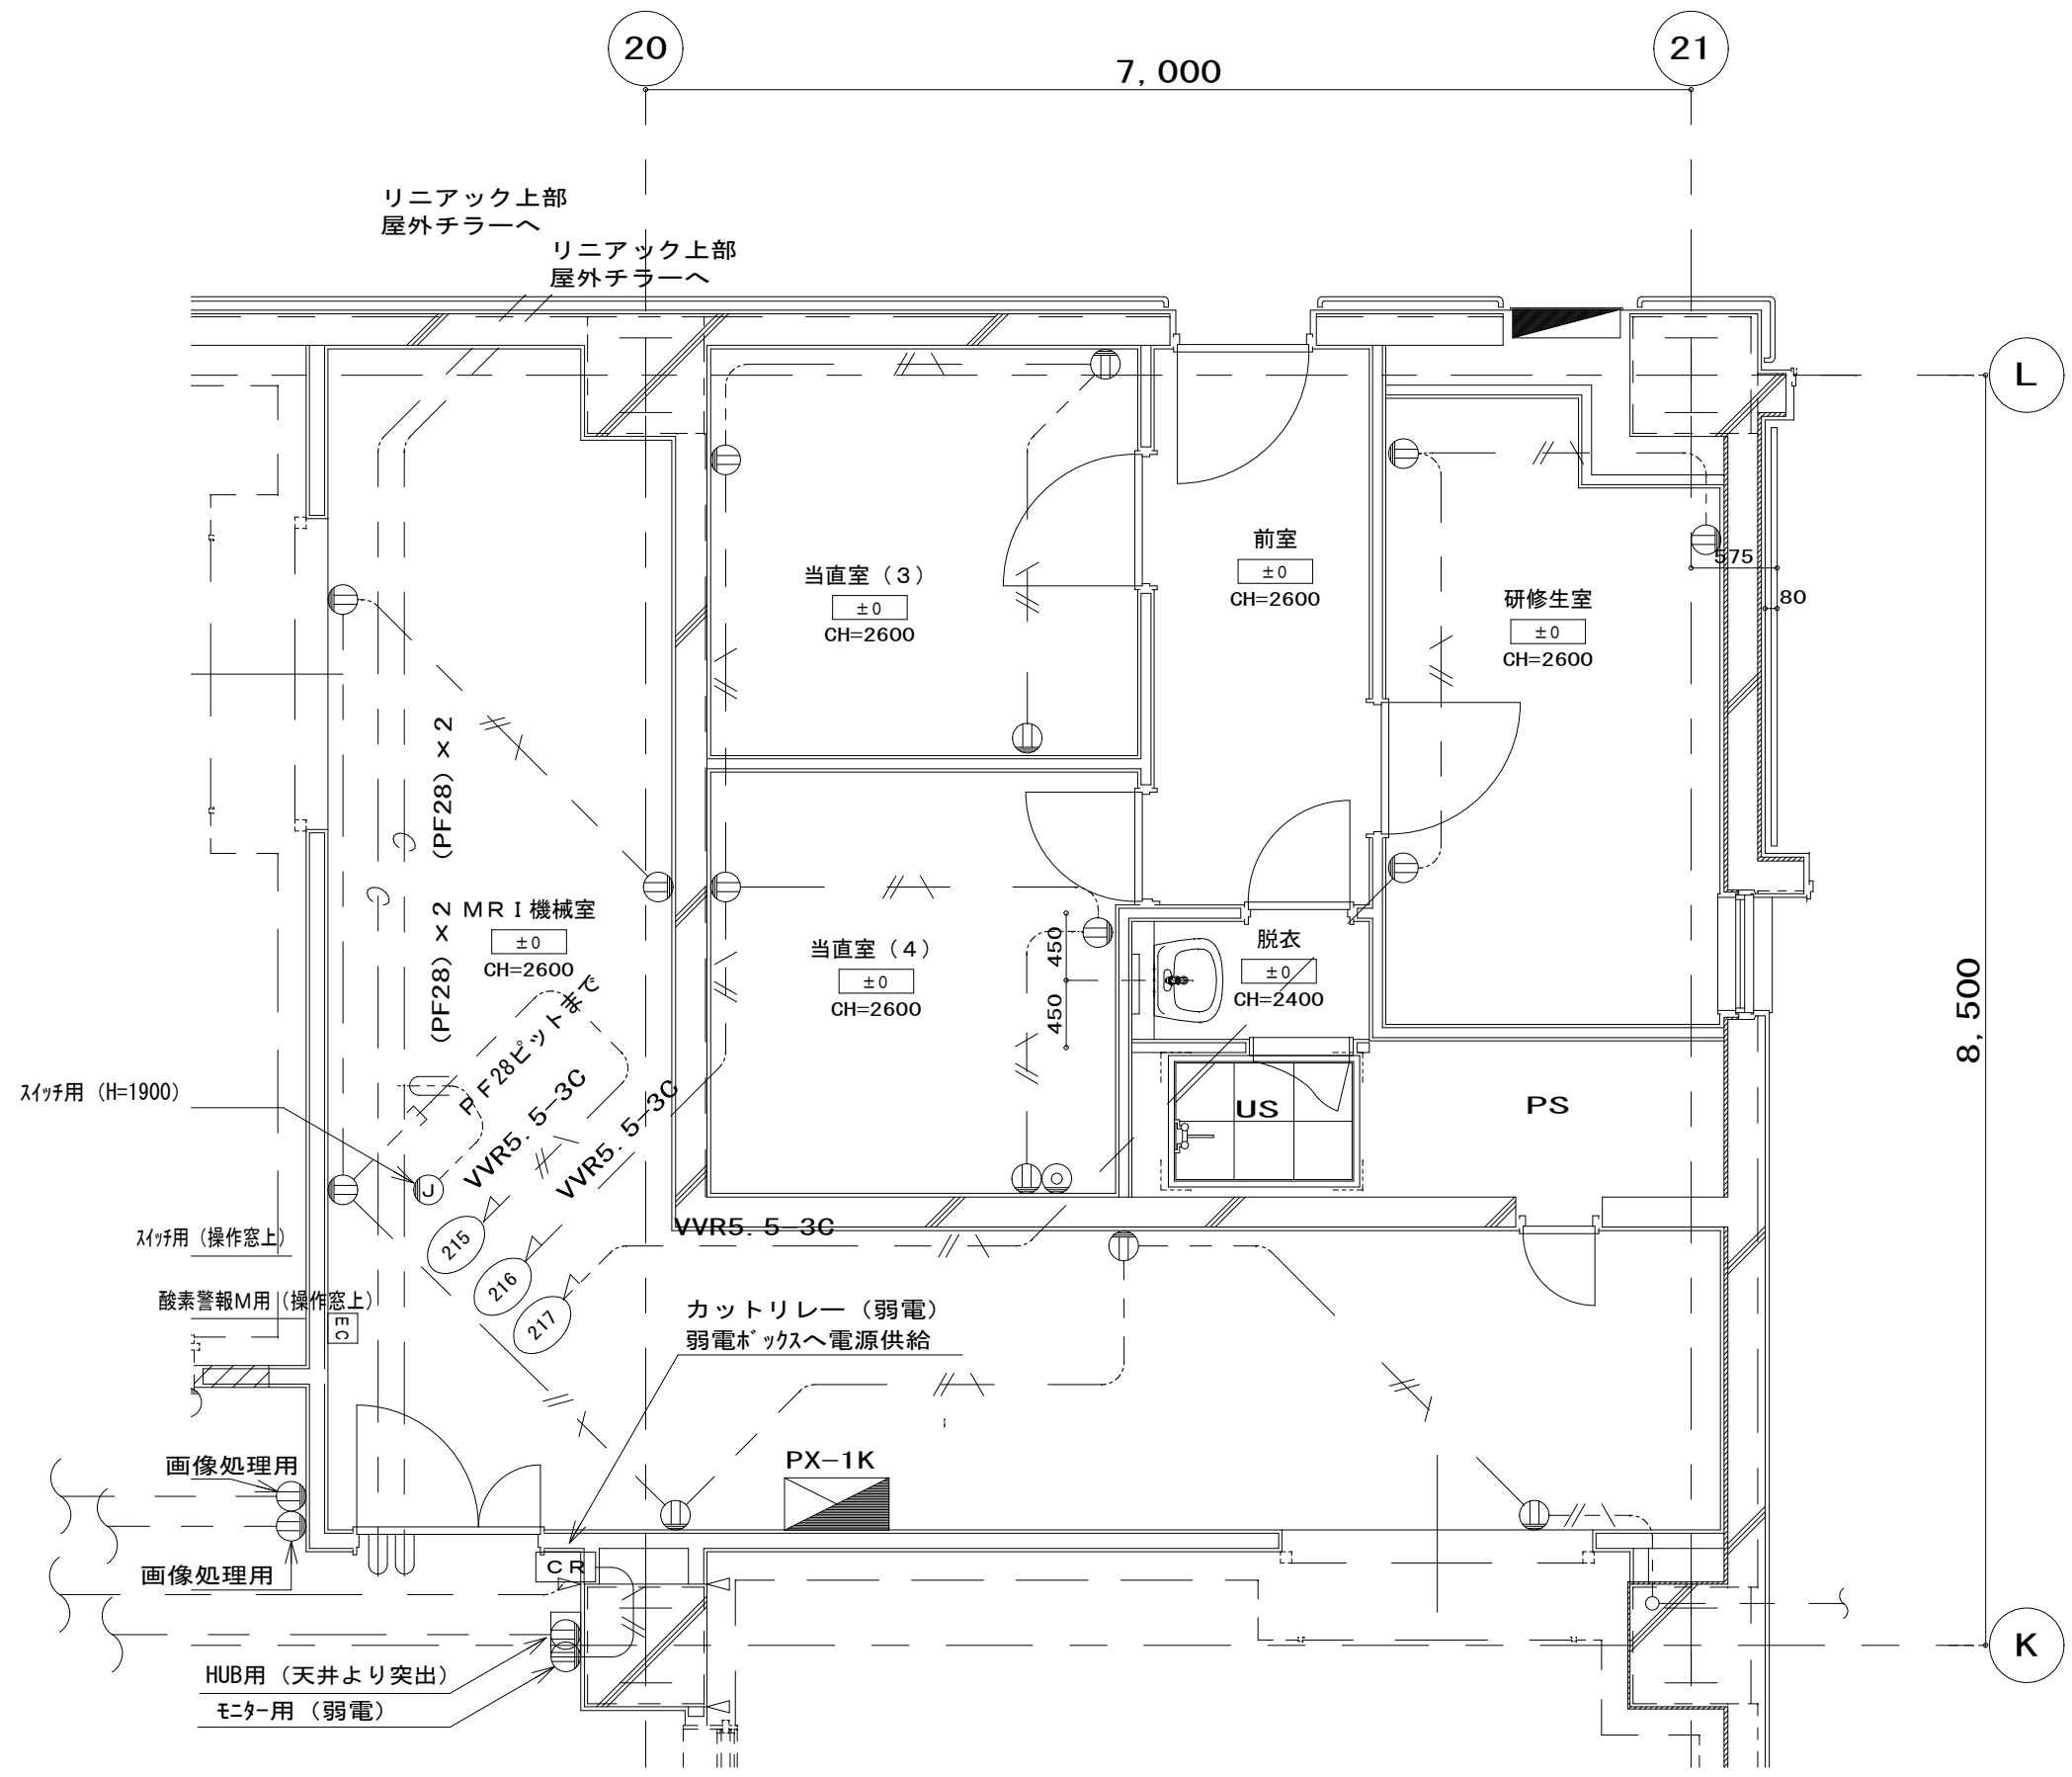 20
21
7,000
リニアック上部
屋外チラーへ
リニアック上部
屋外チラーへ
L
前室
±0
CH=2600
575
80
当直室（3）
±0
CH=2600
研修生室
±0
CH=2600
(PF28)×2
(PF28)×2
MRI機械室
±0
CH=2600
当直室（4）
±0
CH=2600
450
450
脱衣
±0
CH=2400
8,500
PF28ピットまで
VVR5.5-3C
VVR5.5-3C
ｽｲｯﾁ用（H=1900）
J
US
PS
VVR5.5-3C
215
216
217
ｽｲｯﾁ用（操作窓上）
酸素警報M用（操作窓上）
EC
カットリレー（弱電）
弱電ﾎﾞｯｸｽへ電源供給
PX-1K
画像処理用
画像処理用
CR
K
HUB用（天井より突出）
ﾓﾆﾀｰ用（弱電）